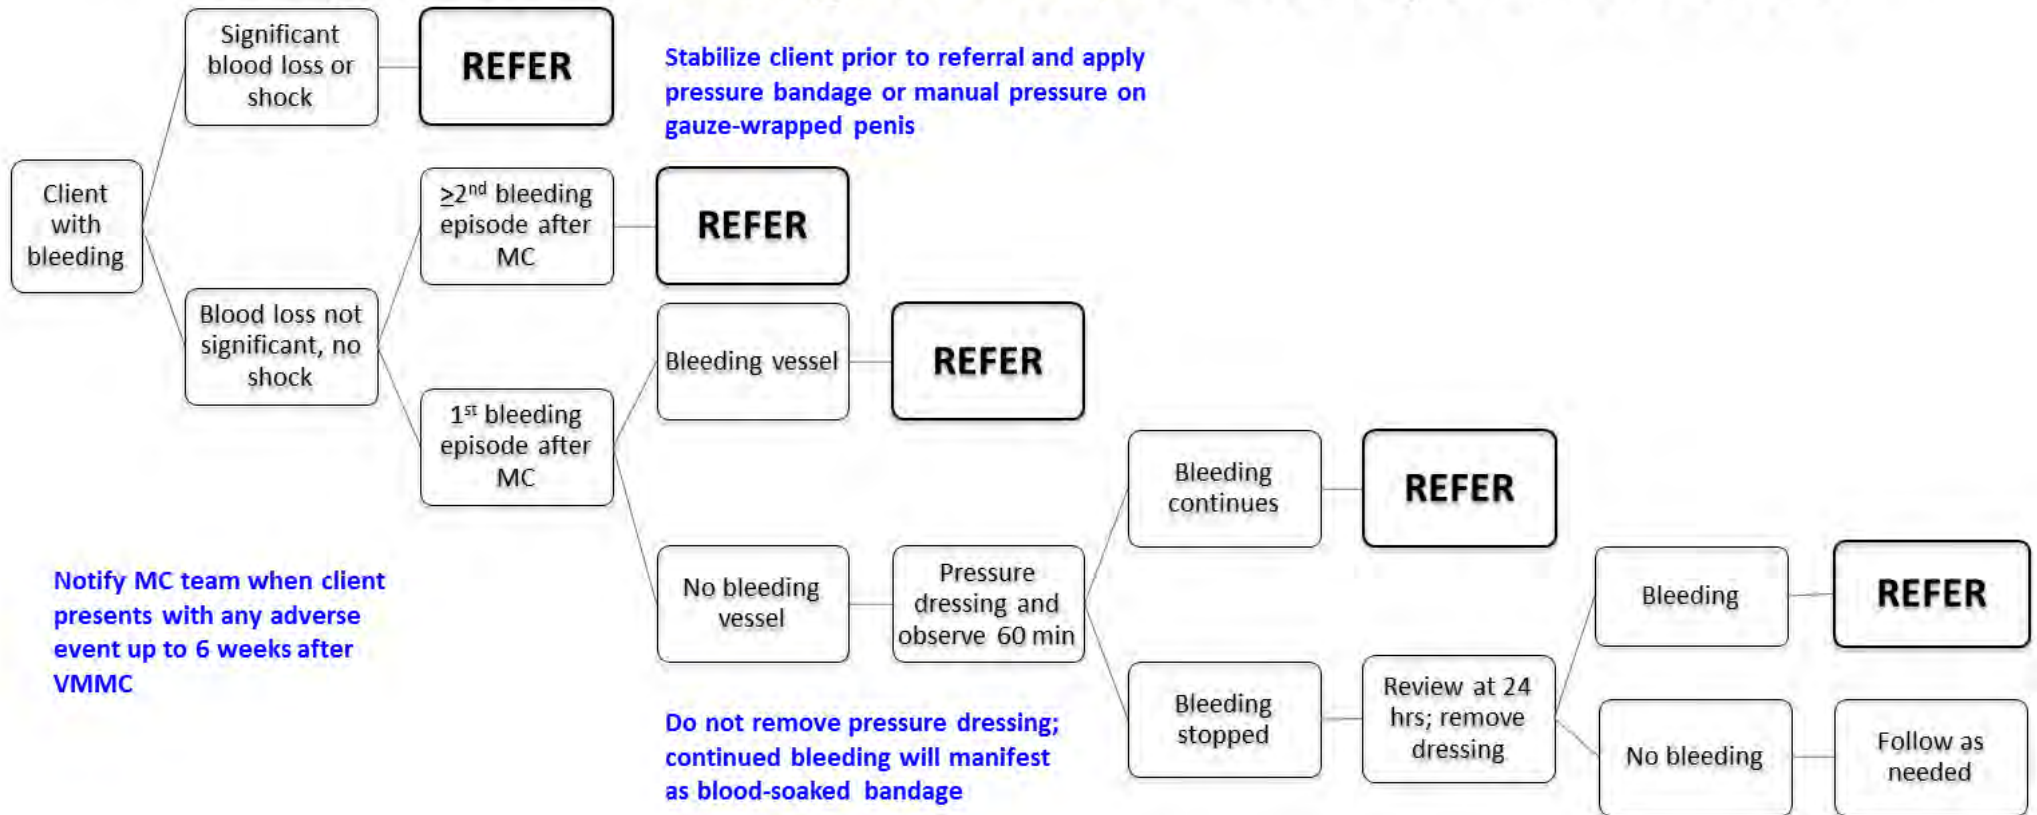 Significant
blood loss or
shock
REFER
Stabilize client prior to referral and apply
pressure bandage or manual pressure on
gauze-wrapped penis
Client
with
bleeding
≥2nd bleeding
episode after
MC
REFER
Blood loss not
significant, no
shock
Bleeding vessel
REFER
1st bleeding
episode after
MC
Bleeding
continues
REFER
Notify MC team when client
presents with any adverse
event up to 6 weeks after
VMMC
No bleeding
vessel
Pressure
dressing and
observe 60 min
Bleeding
REFER
Do not remove pressure dressing;
continued bleeding will manifest
as blood-soaked bandage
Bleeding
stopped
Review at 24
hrs; remove
dressing
No bleeding
Follow as
needed